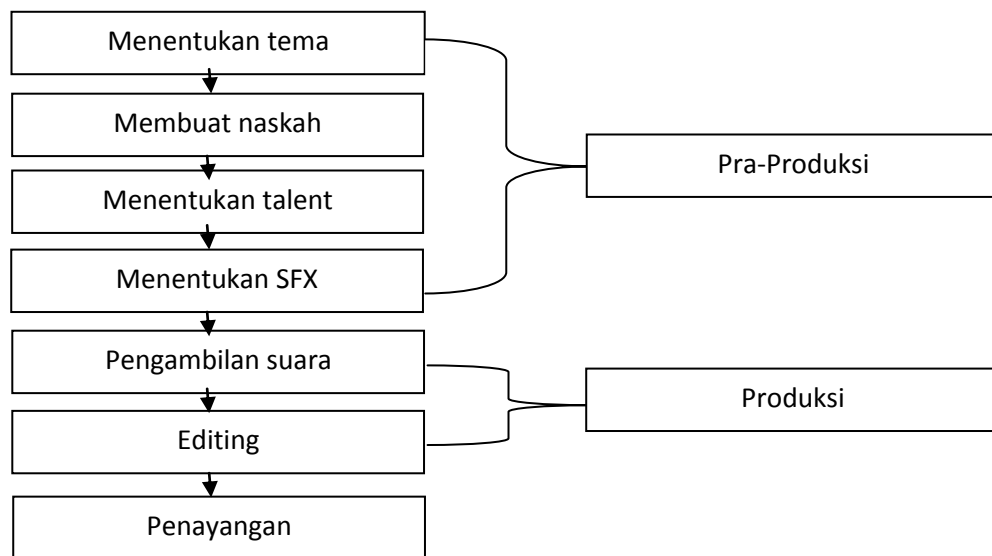 Menentukan tema
Membuat naskah
Pra-Produksi
Menentukan talent
Menentukan SFX
Pengambilan suara
Produksi
Editing
Penayangan